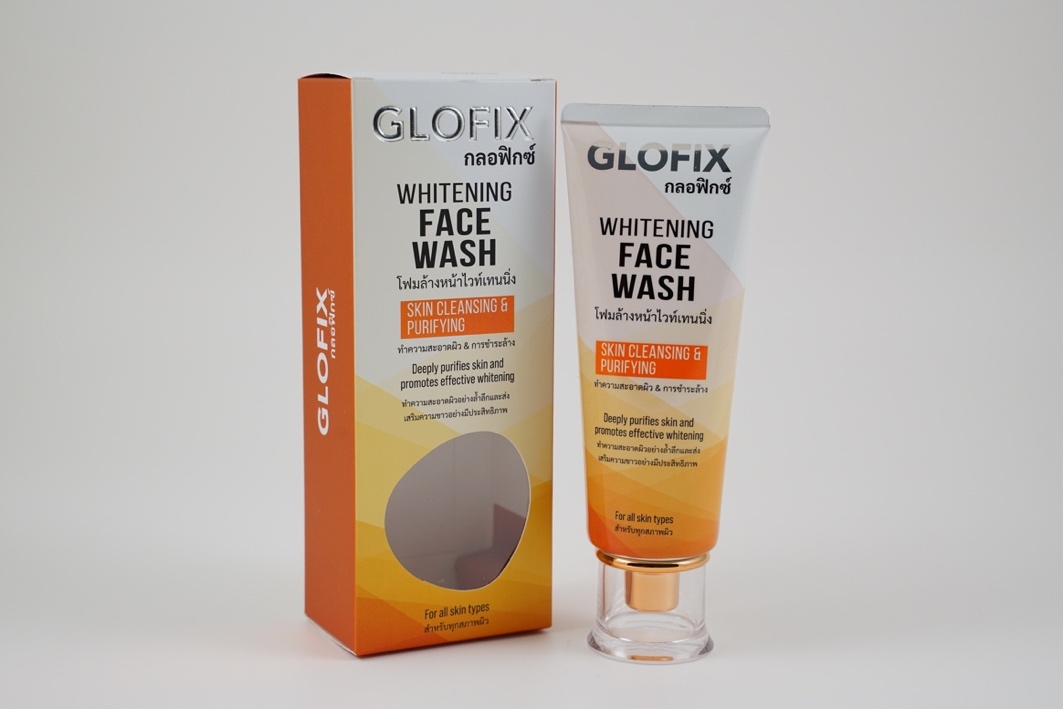 GLOFIX
กลอฟิกซ์
WHITENING
FACE
WASH
โฟมล้างหน้าไวท์เทนนิ่ง
SKIN CLEANSING &
PURIFYING
ทำความสะอาดผิว & การชำระล้าง
Deeply purifies skin and
promotes effective whitening
ทำความสะอาดผิวอย่างล้ำลึกและส่ง
เสริมความขาวอย่างมีประสิทธิภาพ
For all skin types
สำหรับทุกสภาพผิว
GLOFIX
กลอฟิกซ์
GLOFIX
กลอฟิกซ์
WHITENING
FACE
WASH
โฟมล้างหน้าไวท์เทนนิ่ง
SKIN CLEANSING &
PURIFYING
ทำความสะอาดผิว & การชำระล้าง
Deeply purifies skin and
promotes effective whitening
ทำความสะอาดผิวอย่างล้ำลึกและส่ง
เสริมความขาวอย่างมีประสิทธิภาพ
For all skin types
สำหรับทุกสภาพผิว